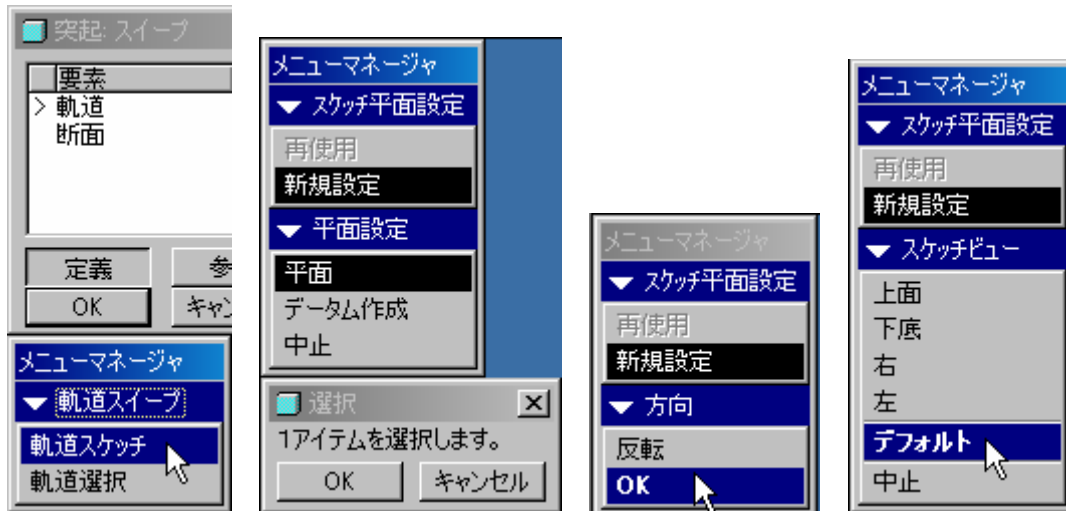 突起: スイープ
要素
> 軌道
断面
定義
参
OK
キャン
メニューマネージャ
軌道スイープ
軌道スケッチ
軌道選択
メニューマネージャ
スケッチ平面設定
再使用
新規設定
平面設定
平面
データム作成
中止
選択
1アイテムを選択します。
OK
キャンセル
メニューマネージャ
スケッチ平面設定
再使用
新規設定
方向
反転
OK
メニューマネージャ
スケッチ平面設定
再使用
新規設定
スケッチビュー
上面
下底
右
左
デフォルト
中止